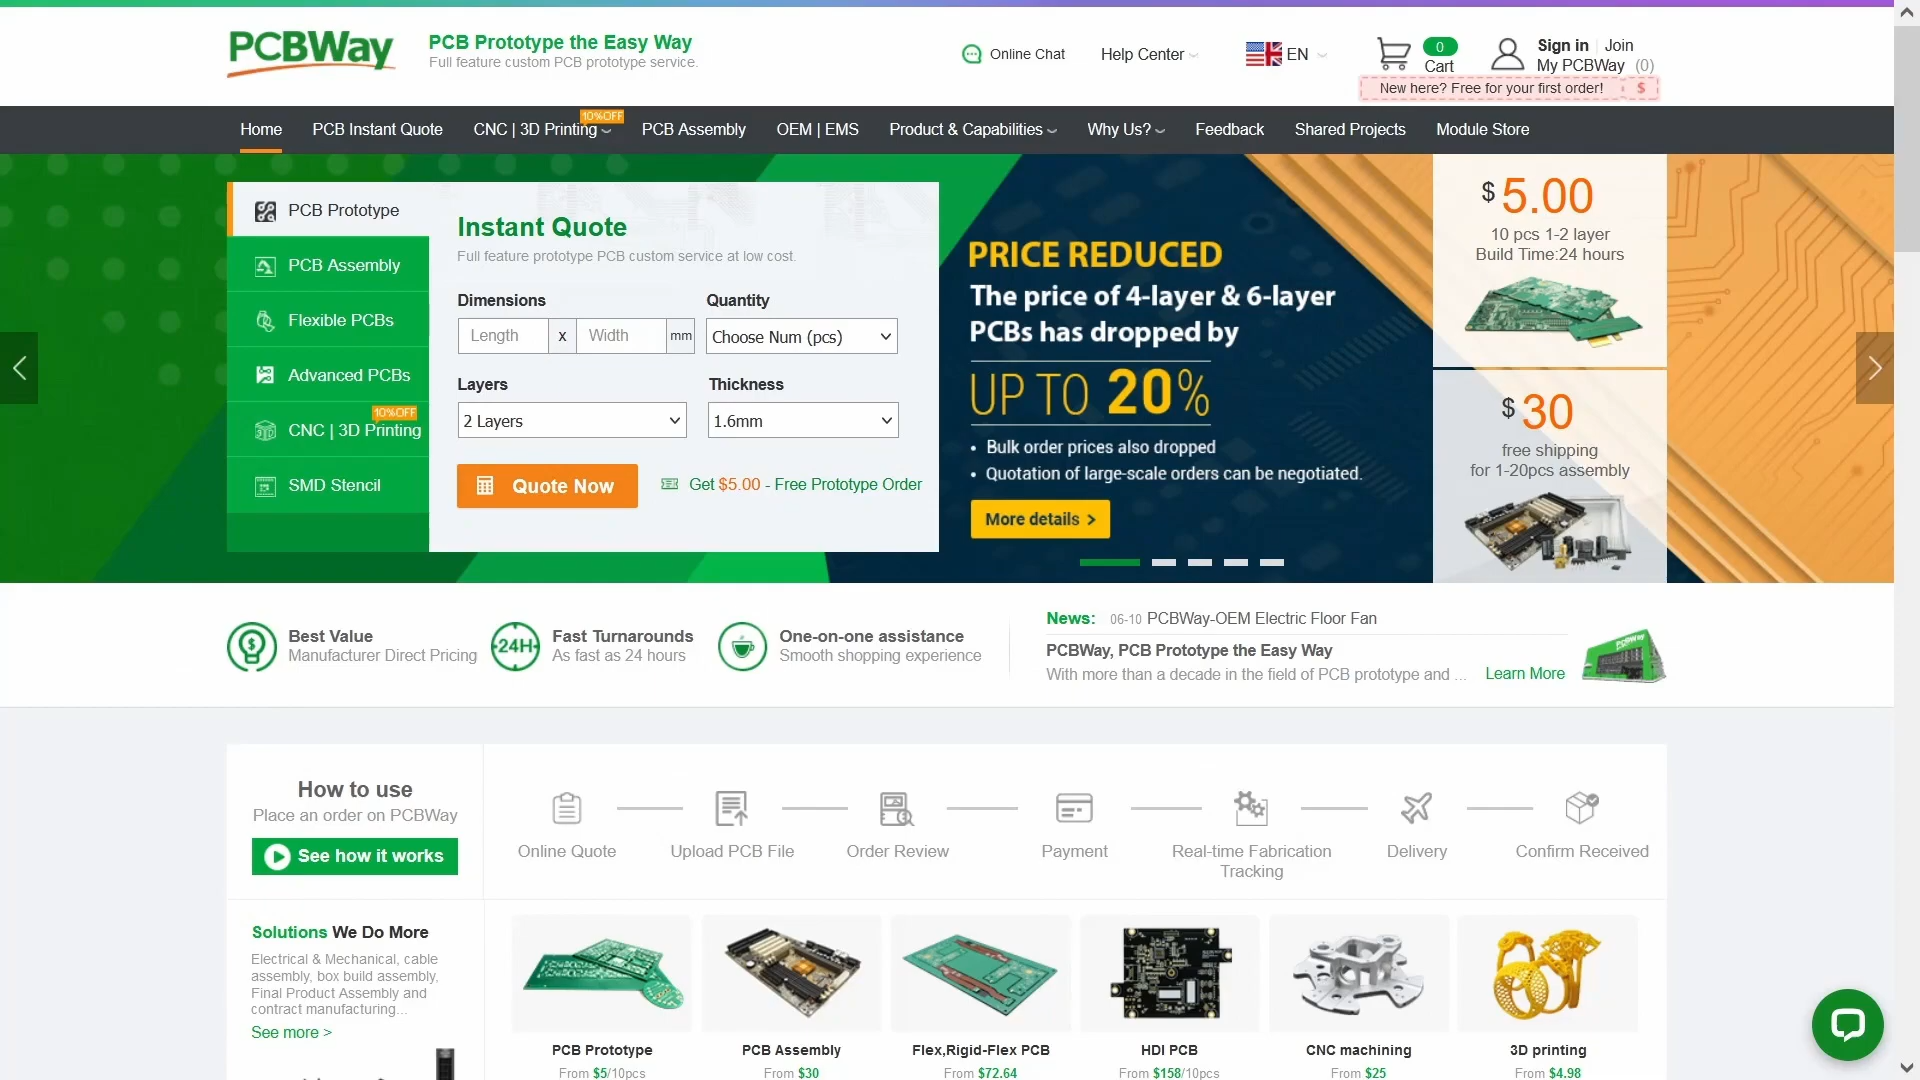 PCBWay
PCB Prototype the Easy Way
Full feature custom PCB prototype service.
Online Chat
Help Center
EN
0
Cart
Sign in
Join
My PCBWay (0)
New here? Free for your first order!
$
Home
PCB Instant Quote
CNC | 3D Printing
10%OFF
PCB Assembly
OEM | EMS
Product & Capabilities
Why Us?
Feedback
Shared Projects
Module Store
PCB Prototype
PCB Assembly
Flexible PCBs
Advanced PCBs
10%OFF
CNC | 3D Printing
SMD Stencil
Instant Quote
Full feature prototype PCB custom service at low cost.
Dimensions
Quantity
Length
x
Width
mm
Choose Num (pcs)
Layers
Thickness
2 Layers
1.6mm
Quote Now
Get $5.00 - Free Prototype Order
PRICE REDUCED
The price of 4-layer & 6-layer
PCBs has dropped by
UP TO 20%
• Bulk order prices also dropped
• Quotation of large-scale orders can be negotiated.
More details >
$ 5.00
10 pcs 1-2 layer
Build Time:24 hours
$ 30
free shipping
for 1-20pcs assembly
Best Value
Manufacturer Direct Pricing
24H
Fast Turnarounds
As fast as 24 hours
One-on-one assistance
Smooth shopping experience
News: 06-10 PCBWay-OEM Electric Floor Fan
PCBWay, PCB Prototype the Easy Way
With more than a decade in the field of PCB prototype and ...
Learn More
PCBWay
How to use
Place an order on PCBWay
See how it works
Online Quote
Upload PCB File
Order Review
Payment
Real-time Fabrication
Tracking
Delivery
Confirm Received
Solutions We Do More
Electrical & Mechanical, cable
assembly, box build assembly,
Final Product Assembly and
contract manufacturing...
See more >
PCB Prototype
From $5/10pcs
PCB Assembly
From $30
Flex,Rigid-Flex PCB
From $72.64
HDI PCB
From $158/10pcs
CNC machining
From $25
3D printing
From $4.98